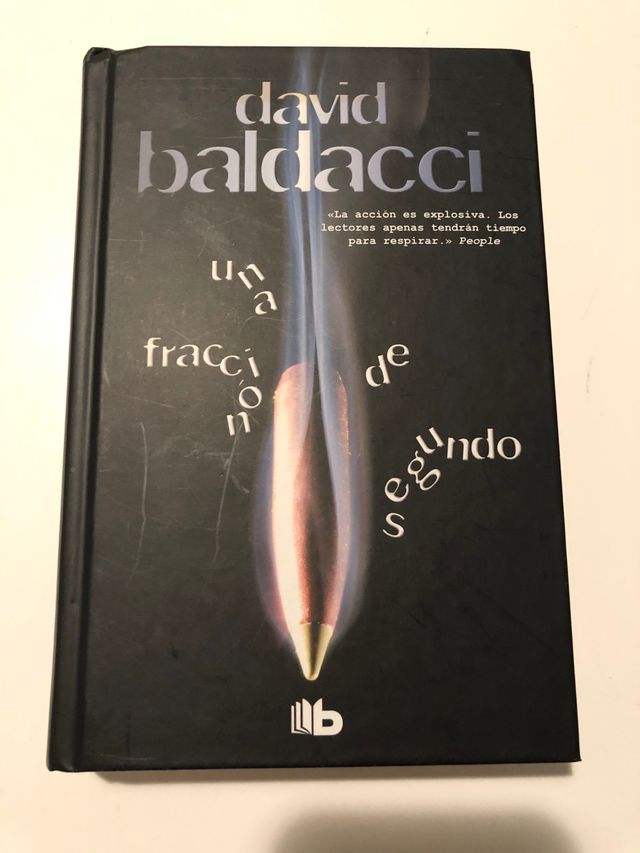 david
baldacci
«La acción es explosiva. Los
lectores apenas tendrán tiempo
para respirar.» People
una
fracción
de
segundo
b